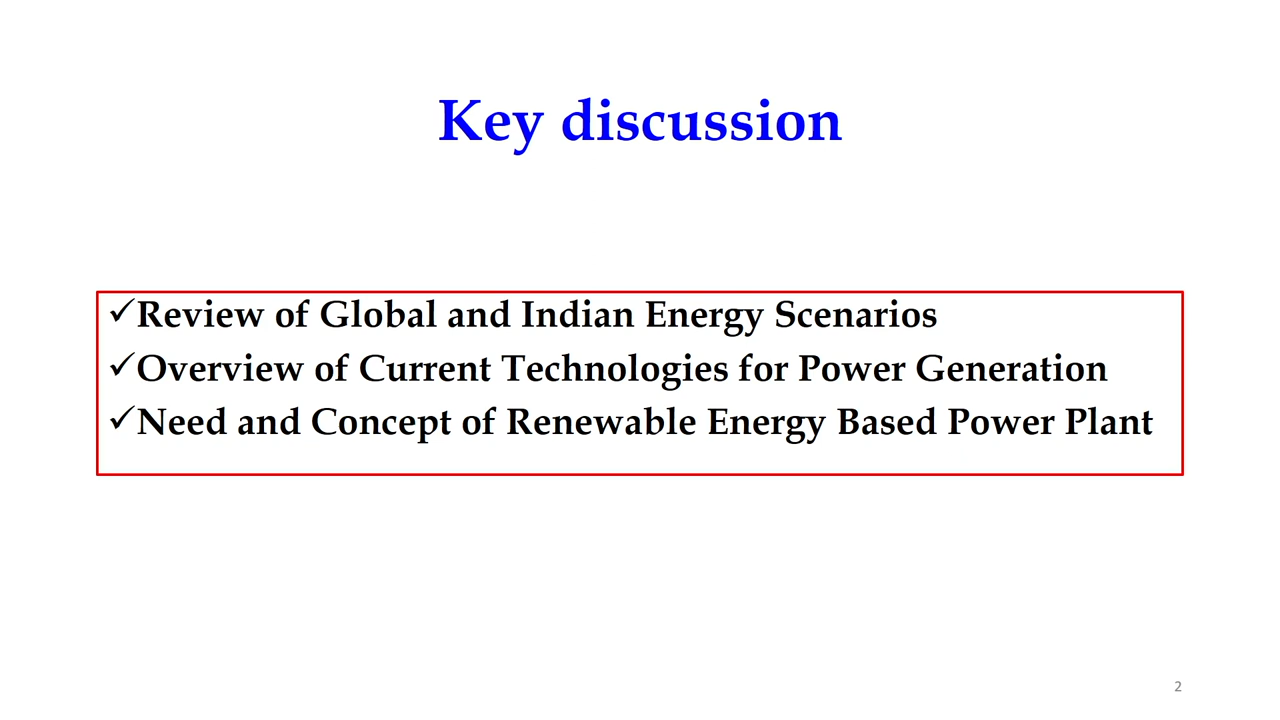 Key discussion
✓Review of Global and Indian Energy Scenarios
✓Overview of Current Technologies for Power Generation
✓Need and Concept of Renewable Energy Based Power Plant
2